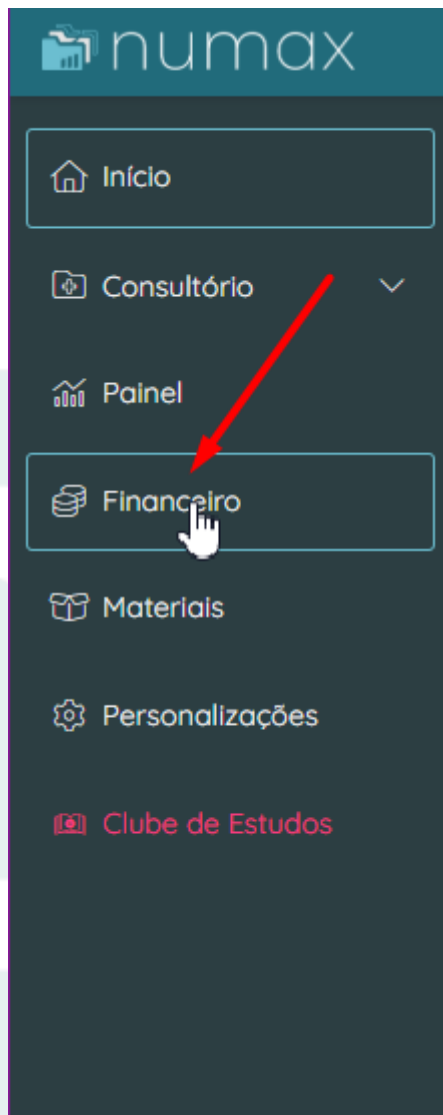 numax
Início
Consultório
Painel
Financeiro
Materiais
Personalizações
Clube de Estudos